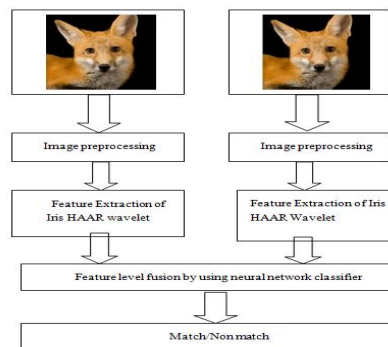 Image preprocessing
Image preprocessing
Feature Extraction of
Iris HAAR wavelet
Feature Extraction of Iris
HAAR Wavelet
Feature level fusion by using neural network classifier
Match/Non match